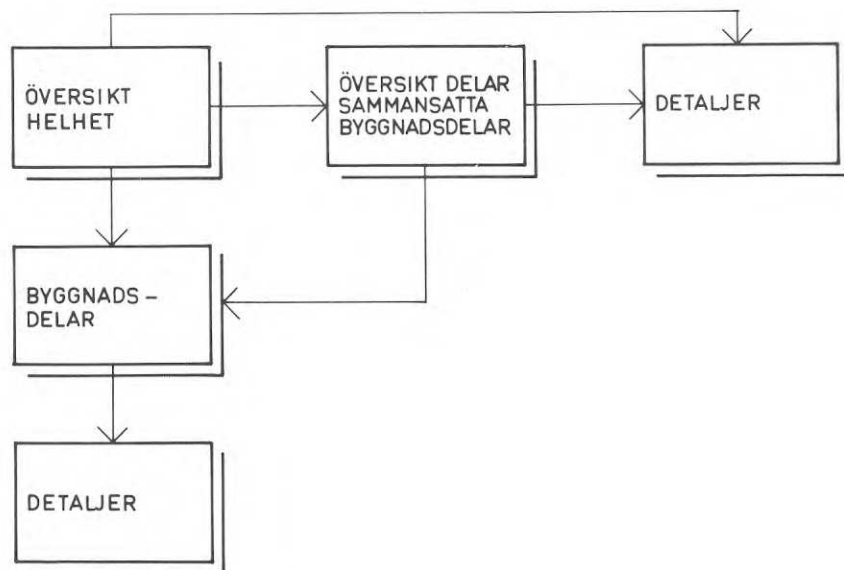 ÖVERSIKT
HELHET
ÖVERSIKT DELAR
SAMMANSATTA
BYGGNADSDELAR
DETALJER
BYGGNADS –
DELAR
DETALJER